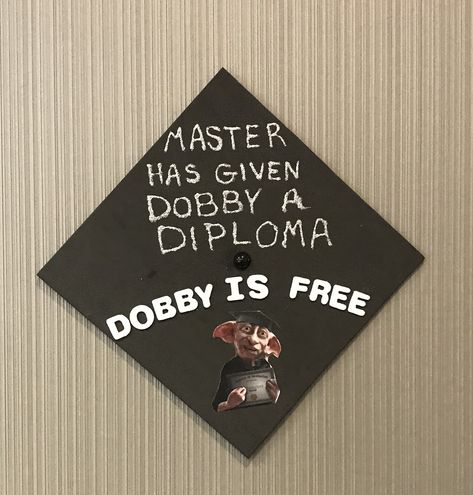 MASTER
HAS GIVEN
DOBBY A
DIPLOMA
DOBBY IS FREE